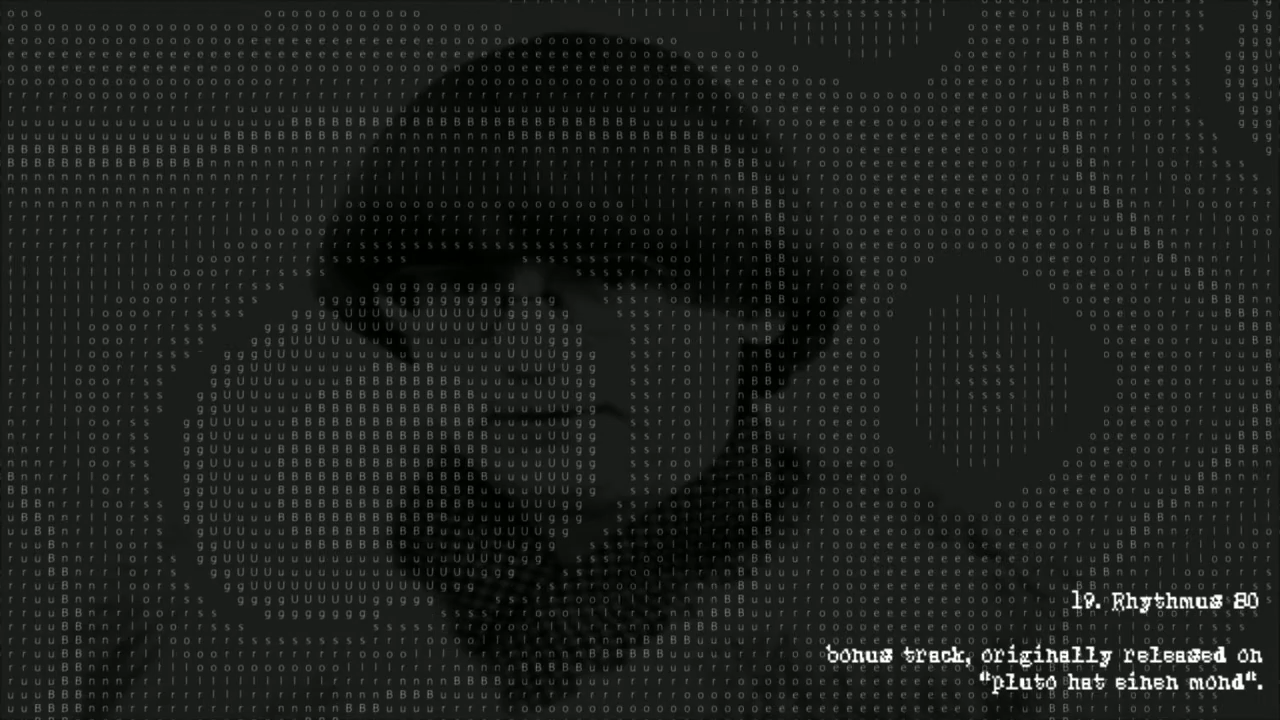 19. Rhythmus 80
bonus track, originally released on
"pluto hat einen mond".